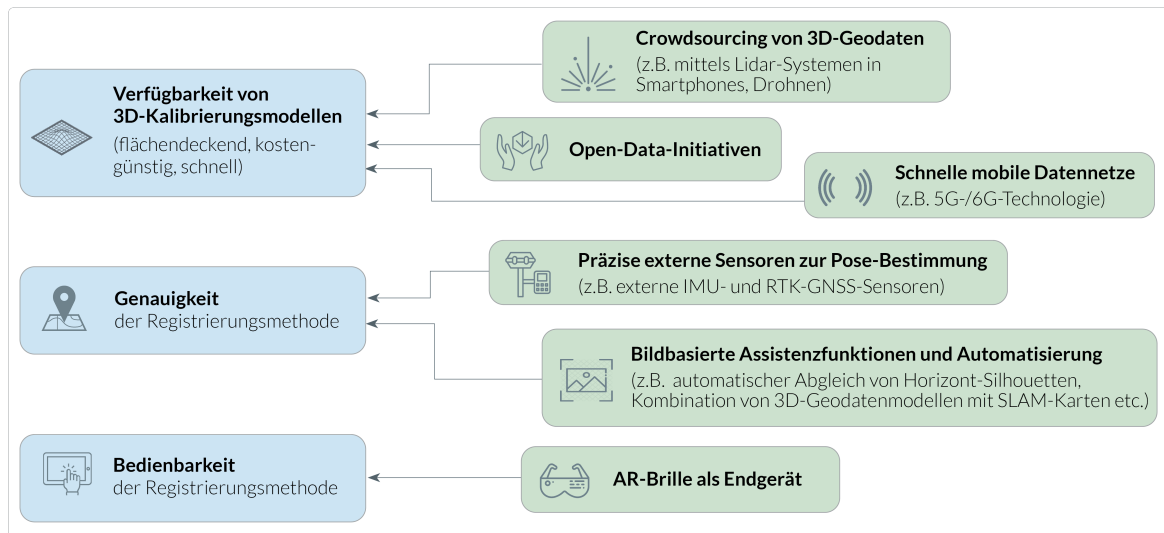 Verfügbarkeit von
3D-Kalibrierungsmodellen
(flächendeckend, kosten-
günstig, schnell)
Crowdsourcing von 3D-Geodaten
(z.B. mittels Lidar-Systemen in
Smartphones, Drohnen)
Open-Data-Initiativen
Schnelle mobile Datennetze
(z.B. 5G-/6G-Technologie)
Genauigkeit
der Registrierungsmethode
Präzise externe Sensoren zur Pose-Bestimmung
(z.B. externe IMU- und RTK-GNSS-Sensoren)
Bildbasierte Assistenzfunktionen und Automatisierung
(z.B. automatischer Abgleich von Horizont-Silhouetten,
Kombination von 3D-Geodatenmodellen mit SLAM-Karten etc.)
Bedienbarkeit
der Registrierungsmethode
AR-Brille als Endgerät